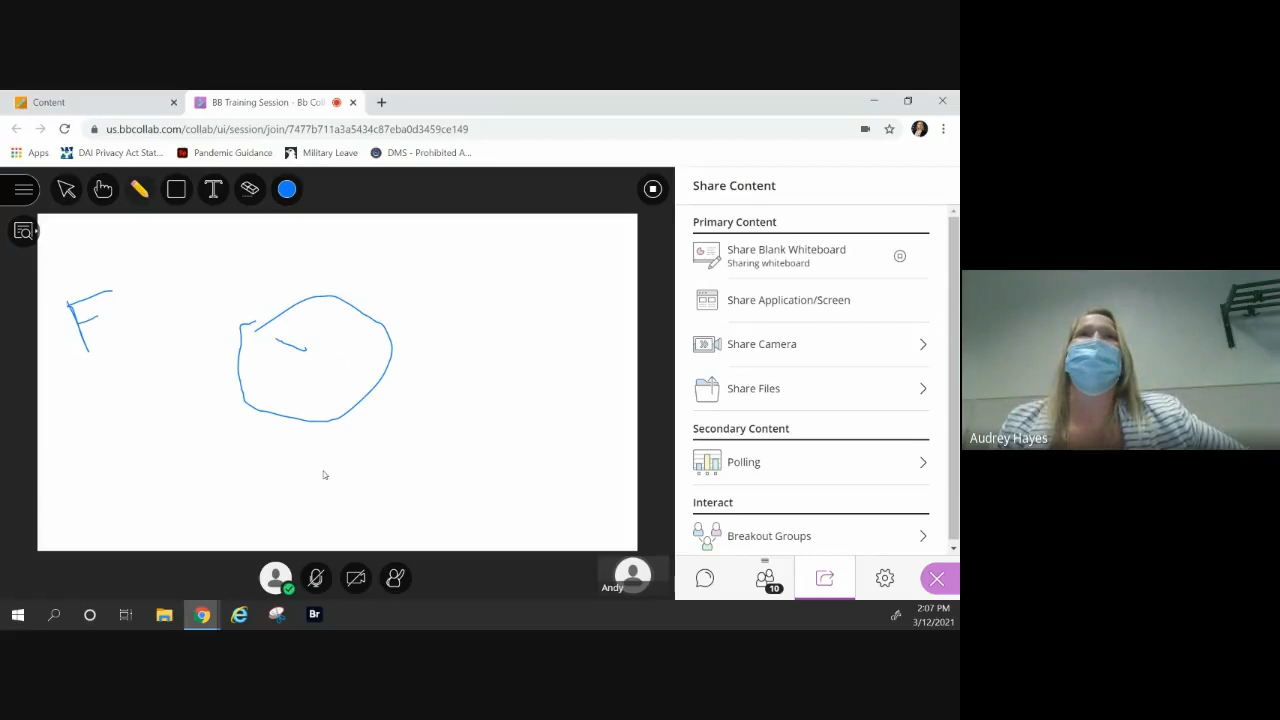 Content
BB Training Session - Bb Coll
us.bbcollab.com/collab/ui/session/join/7477b711a3a5434c87eba0d3459ce149
Apps
DAI Privacy Act Stat...
Pandemic Guidance
Military Leave
DMS - Prohibited A...
Share Content
Primary Content
Share Blank Whiteboard
Sharing whiteboard
Share Application/Screen
Share Camera
Share Files
Secondary Content
Polling
Interact
Breakout Groups
F
T
Andy
10
Br
2:07 PM
3/12/2021
Audrey Hayes